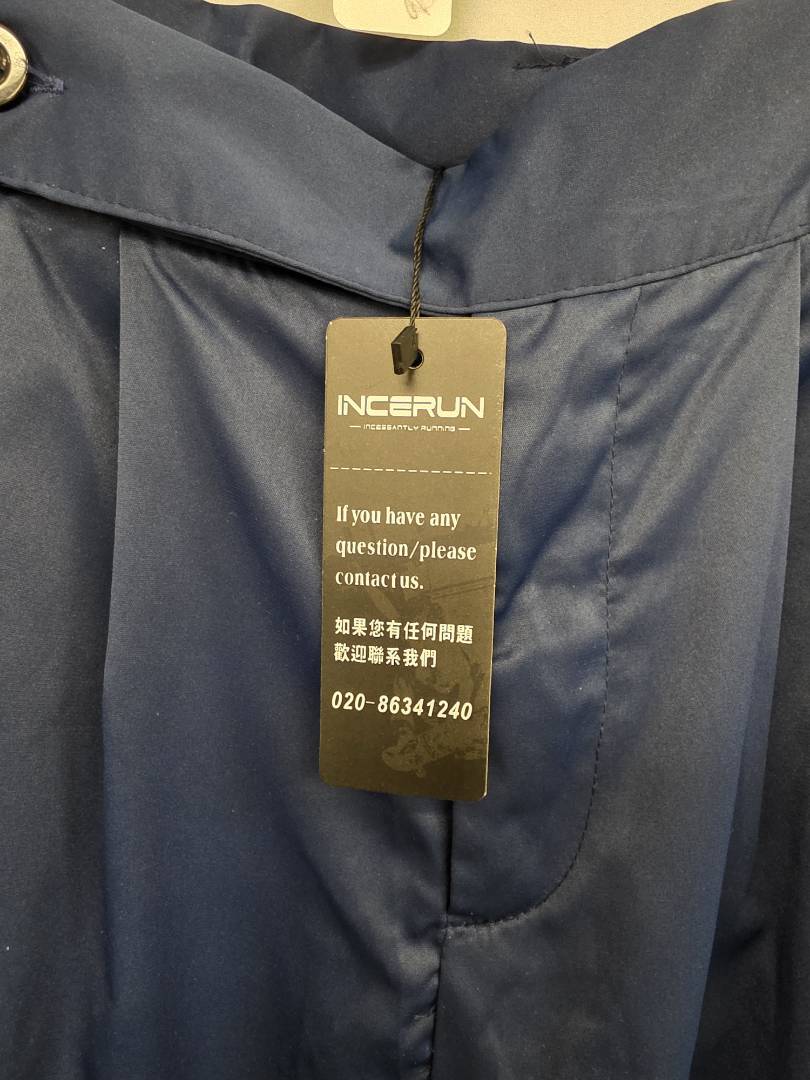 INCERUN
INCESSANTLY RUNNING
If you have any
question/please
contact us.
如果您有任何問題
歡迎聯系我們
020-86341240